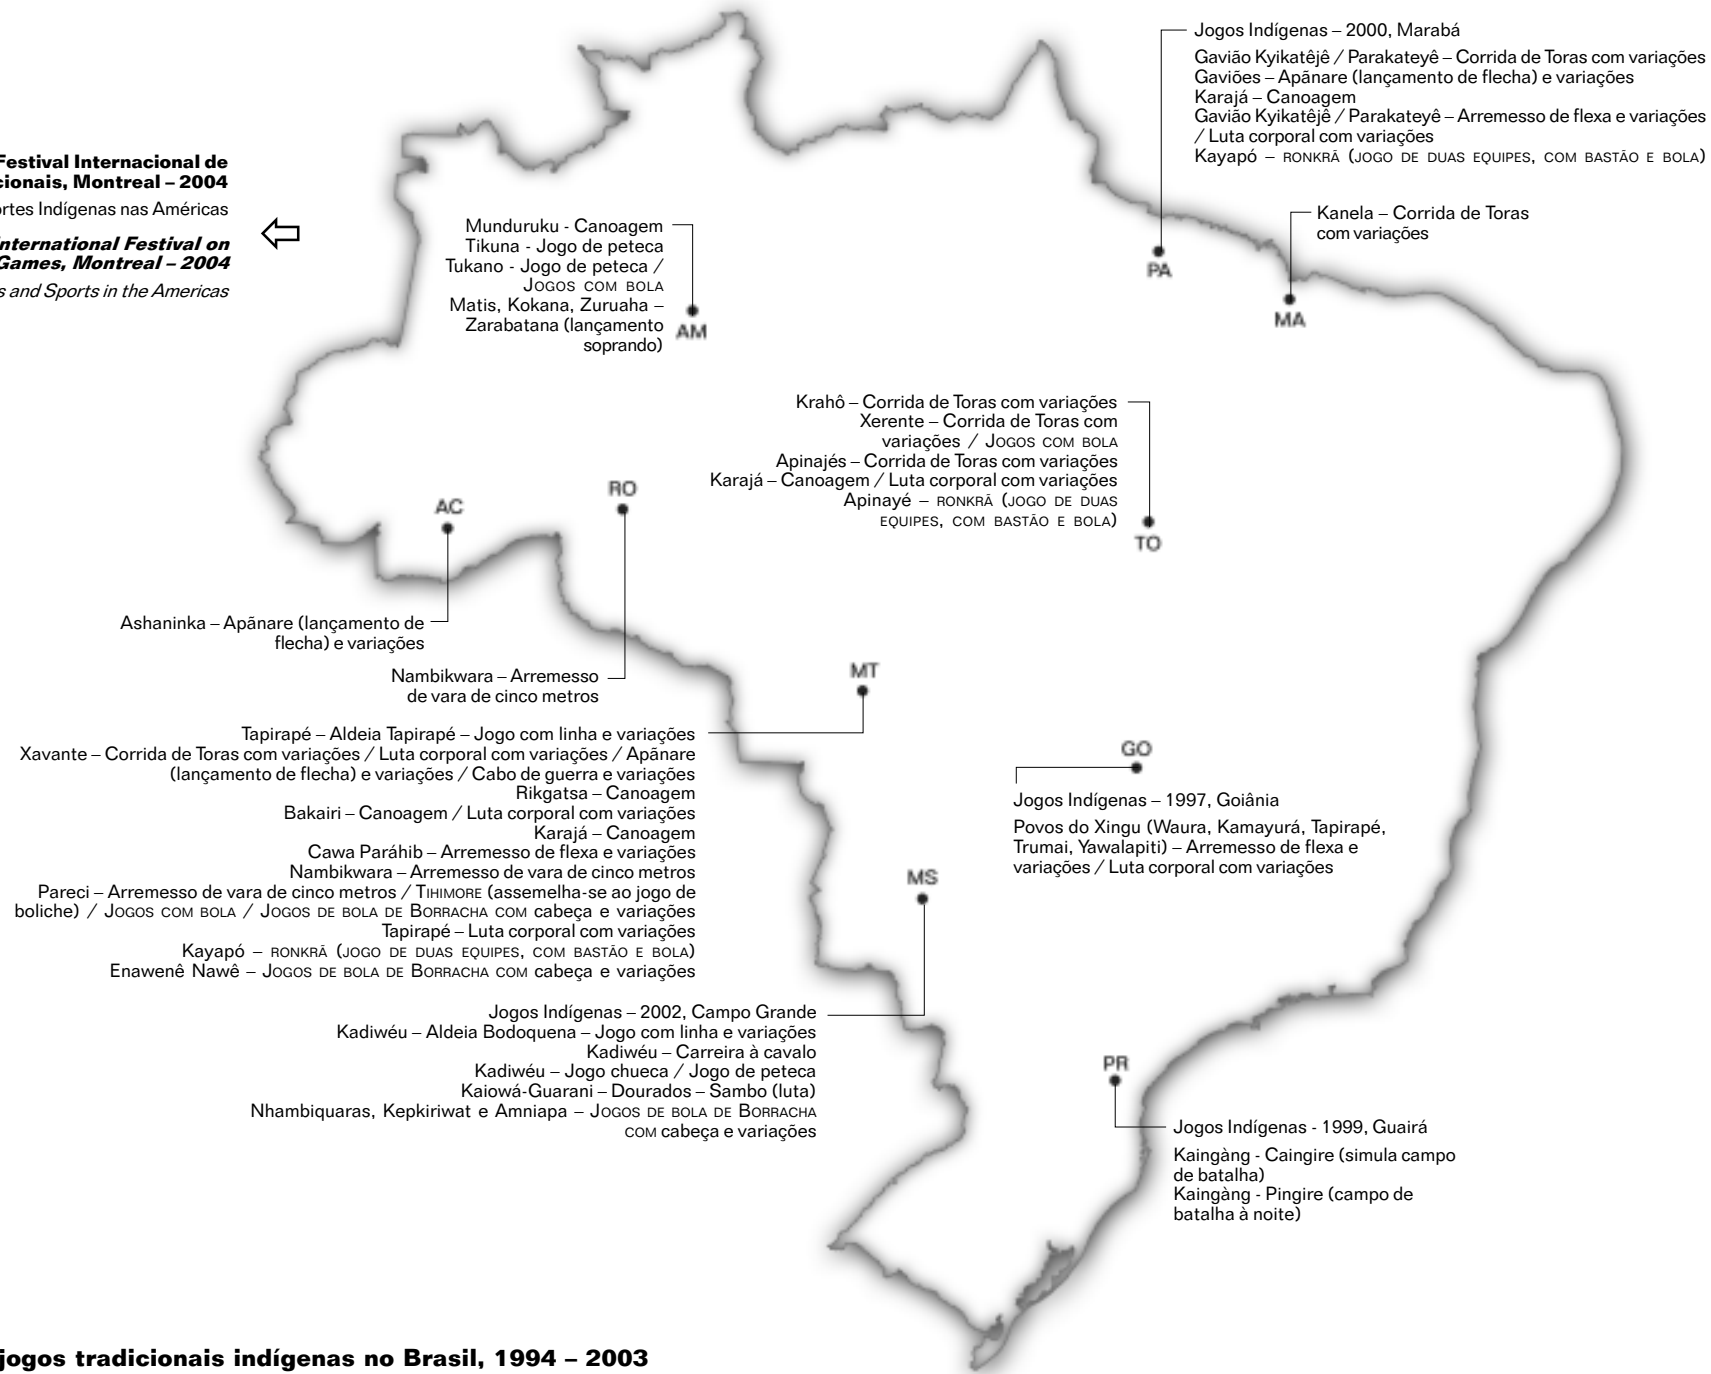 Festival Internacional de
cionais, Montreal – 2004
ortes Indígenas nas Américas
nternational Festival on
Games, Montreal – 2004
s and Sports in the Americas
Jogos Indígenas – 2000, Marabá
Gavião Kyikatêjê / Parakateyê – Corrida de Toras com variações
Gaviões – Apãnare (lançamento de flecha) e variações
Karajá – Canoagem
Gavião Kyikatêjê / Parakateyê – Arremesso de flexa e variações
/ Luta corporal com variações
Kayapó – RONKRÃ (JOGO DE DUAS EQUIPES, COM BASTÃO E BOLA)
PA
Kanela – Corrida de Toras
com variações
MA
Munduruku - Canoagem
Tikuna - Jogo de peteca
Tukano - Jogo de peteca /
JOGOS COM BOLA
Matis, Kokana, Zuruaha –
Zarabatana (lançamento
soprando)
AM
Krahô – Corrida de Toras com variações
Xerente – Corrida de Toras com
variações / JOGOS COM BOLA
Apinajés – Corrida de Toras com variações
Karajá – Canoagem / Luta corporal com variações
Apinayé – RONKRÃ (JOGO DE DUAS
EQUIPES, COM BASTÃO E BOLA)
TO
AC
Ashaninka – Apãnare (lançamento de
flecha) e variações
RO
Nambikwara – Arremesso
de vara de cinco metros
MT
Tapirapé – Aldeia Tapirapé – Jogo com linha e variações
Xavante – Corrida de Toras com variações / Luta corporal com variações / Apãnare
(lançamento de flecha) e variações / Cabo de guerra e variações
Rikgatsa – Canoagem
Bakairi – Canoagem / Luta corporal com variações
Karajá – Canoagem
Cawa Paráhib – Arremesso de flexa e variações
Nambikwara – Arremesso de vara de cinco metros
Pareci – Arremesso de vara de cinco metros / TIHIMORE (assemelha-se ao jogo de
boliche) / JOGOS COM BOLA / JOGOS DE BOLA DE BORRACHA COM cabeça e variações
Tapirapé – Luta corporal com variações
Kayapó – RONKRÃ (JOGO DE DUAS EQUIPES, COM BASTÃO E BOLA)
Enawenê Nawê – JOGOS DE BOLA DE BORRACHA COM cabeça e variações
GO
Jogos Indígenas – 1997, Goiânia
Povos do Xingu (Waura, Kamayurá, Tapirapé,
Trumai, Yawalapiti) – Arremesso de flexa e
variações / Luta corporal com variações
MS
Jogos Indígenas – 2002, Campo Grande
Kadiwéu – Aldeia Bodoquena – Jogo com linha e variações
Kadiwéu – Carreira à cavalo
Kadiwéu – Jogo chueca / Jogo de peteca
Kaiowá-Guarani – Dourados – Sambo (luta)
Nhambiquaras, Kepkiriwat e Amniapa – JOGOS DE BOLA DE BORRACHA
COM cabeça e variações
PR
Jogos Indígenas - 1999, Guairá
Kaingàng - Caingire (simula campo
de batalha)
Kaingàng - Pingire (campo de
batalha à noite)
jogos tradicionais indígenas no Brasil, 1994 – 2003